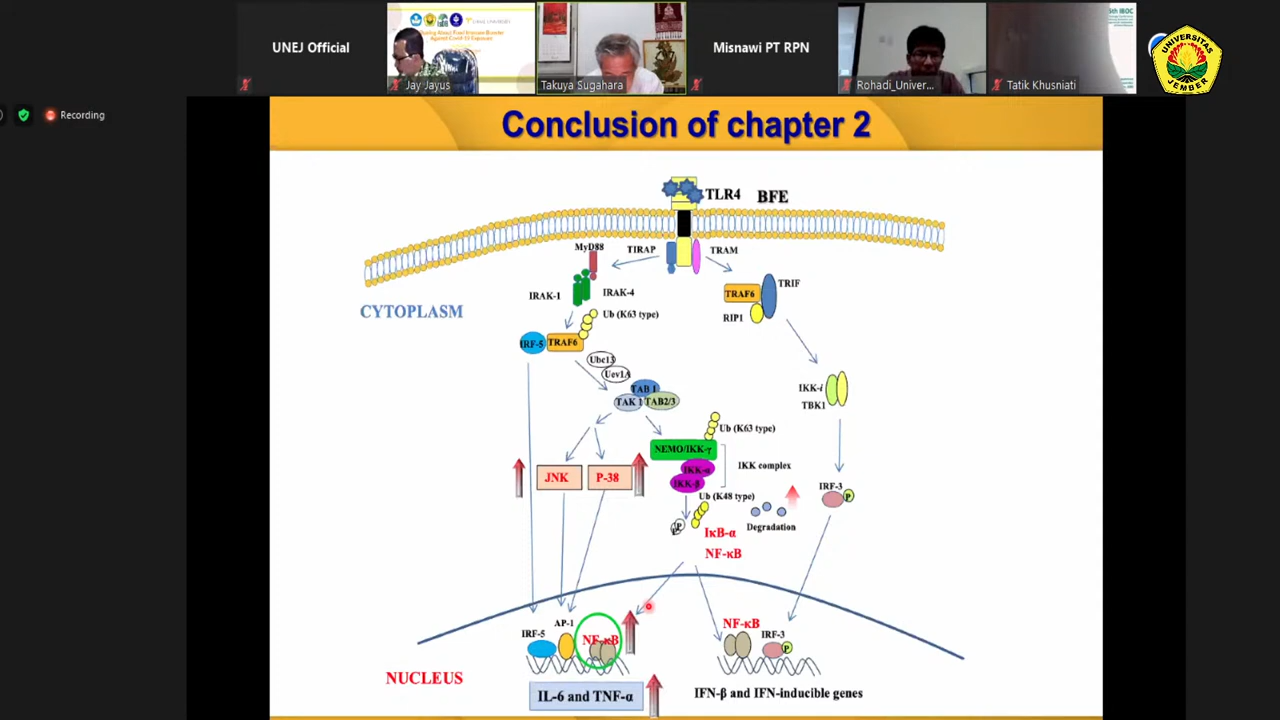 UNEJ Official
Jay Jayus
Takuya Sugahara
Misnawi PT RPN
Rohadi_Univer...
Tatik Khusniati
5th IBOC
UNIVERSITAS
JEMBER
Recording
Conclusion of chapter 2
TLR4
BFE
MyD88
TIRAP
TRAM
IRAK-1
IRAK-4
TRAF6
TRIF
RIP1
CYTOPLASM
Ub (K63 type)
IRF-5
TRAF6
Ubc13
Uev1A
TAB 1
TAK 1
TAB2/3
IKK-i
TBK1
Ub (K63 type)
NEMO/IKK-γ
IKK-α
IKK-β
IKK complex
JNK
P-38
Ub (K48 type)
IRF-3
P
P
P
Degradation
IκB-α
NF-κB
AP-1
IRF-5
NF-κB
NF-κB
IRF-3
P
NUCLEUS
IL-6 and TNF-α
IFN-β and IFN-inducible genes